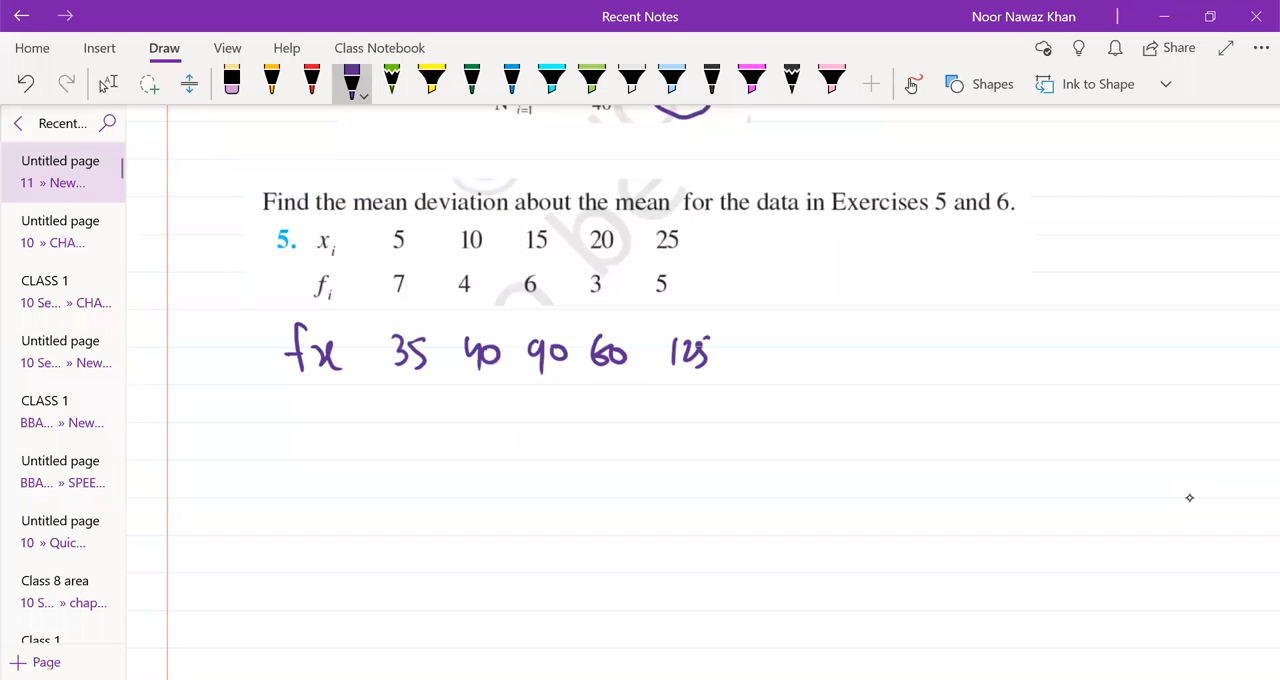 Recent Notes
Noor Nawaz Khan
Home Insert Draw View Help Class Notebook
Share
Shapes
Ink to Shape
Recent...
Untitled page
11 » New...
Untitled page
10 » CHA...
CLASS 1
10 Se... » CHA...
Untitled page
10 Se... » New...
CLASS 1
BBA... » New...
Untitled page
BBA... » SPEE...
Untitled page
10 » Quic...
Class 8 area
10 S... » chap...
Class 1
Page
i=1
Find the mean deviation about the mean for the data in Exercises 5 and 6.
5. xᵢ 5 10 15 20 25
fᵢ 7 4 6 3 5
fx 35 40 90 60 125